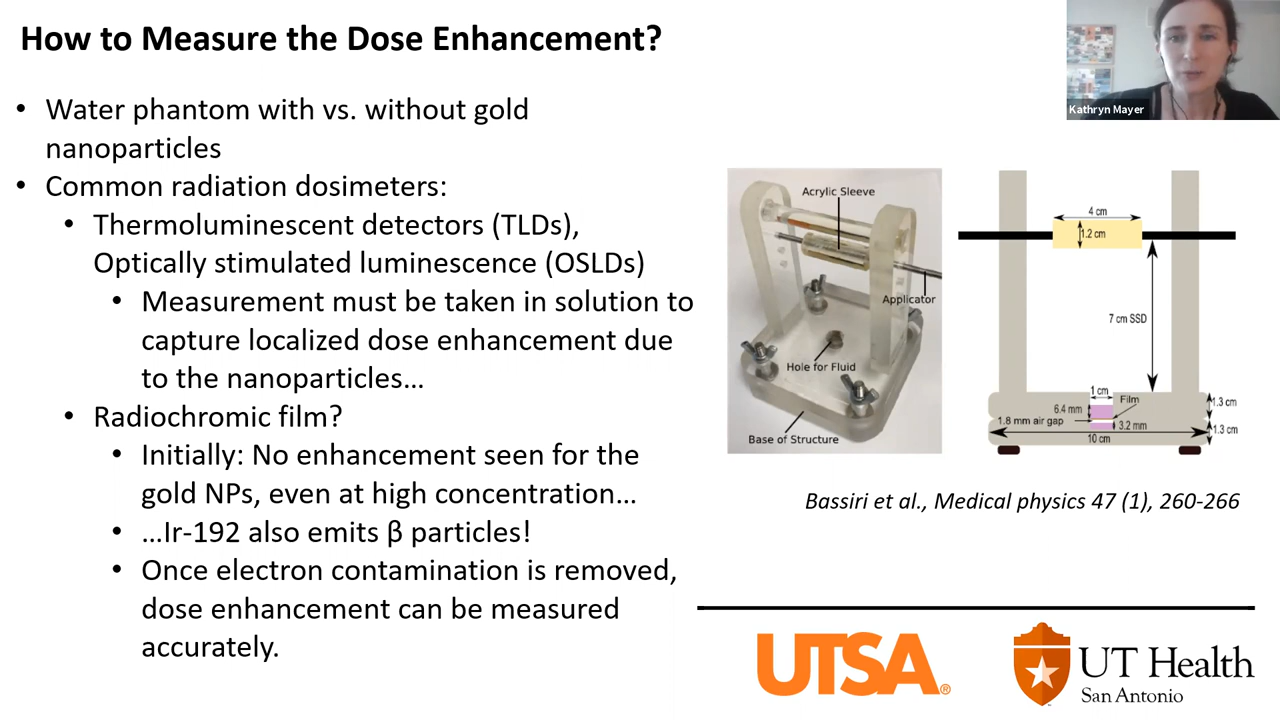 How to Measure the Dose Enhancement?
Kathryn Mayer
• Water phantom with vs. without gold
nanoparticles
• Common radiation dosimeters:
• Thermoluminescent detectors (TLDs),
Optically stimulated luminescence (OSLDs)
• Measurement must be taken in solution to
capture localized dose enhancement due
to the nanoparticles...
• Radiochromic film?
• Initially: No enhancement seen for the
gold NPs, even at high concentration...
• ...Ir-192 also emits β particles!
• Once electron contamination is removed,
dose enhancement can be measured
accurately.
Acrylic Sleeve
Applicator
Hole for Fluid
Base of Structure
4 cm
1.2 cm
7 cm SSD
1 cm
Film
6.4 mm
1.8 mm air gap
3.2 mm
10 cm
1.3 cm
1.3 cm
Bassiri et al., Medical physics 47 (1), 260-266
UTSA®
UT Health
San Antonio